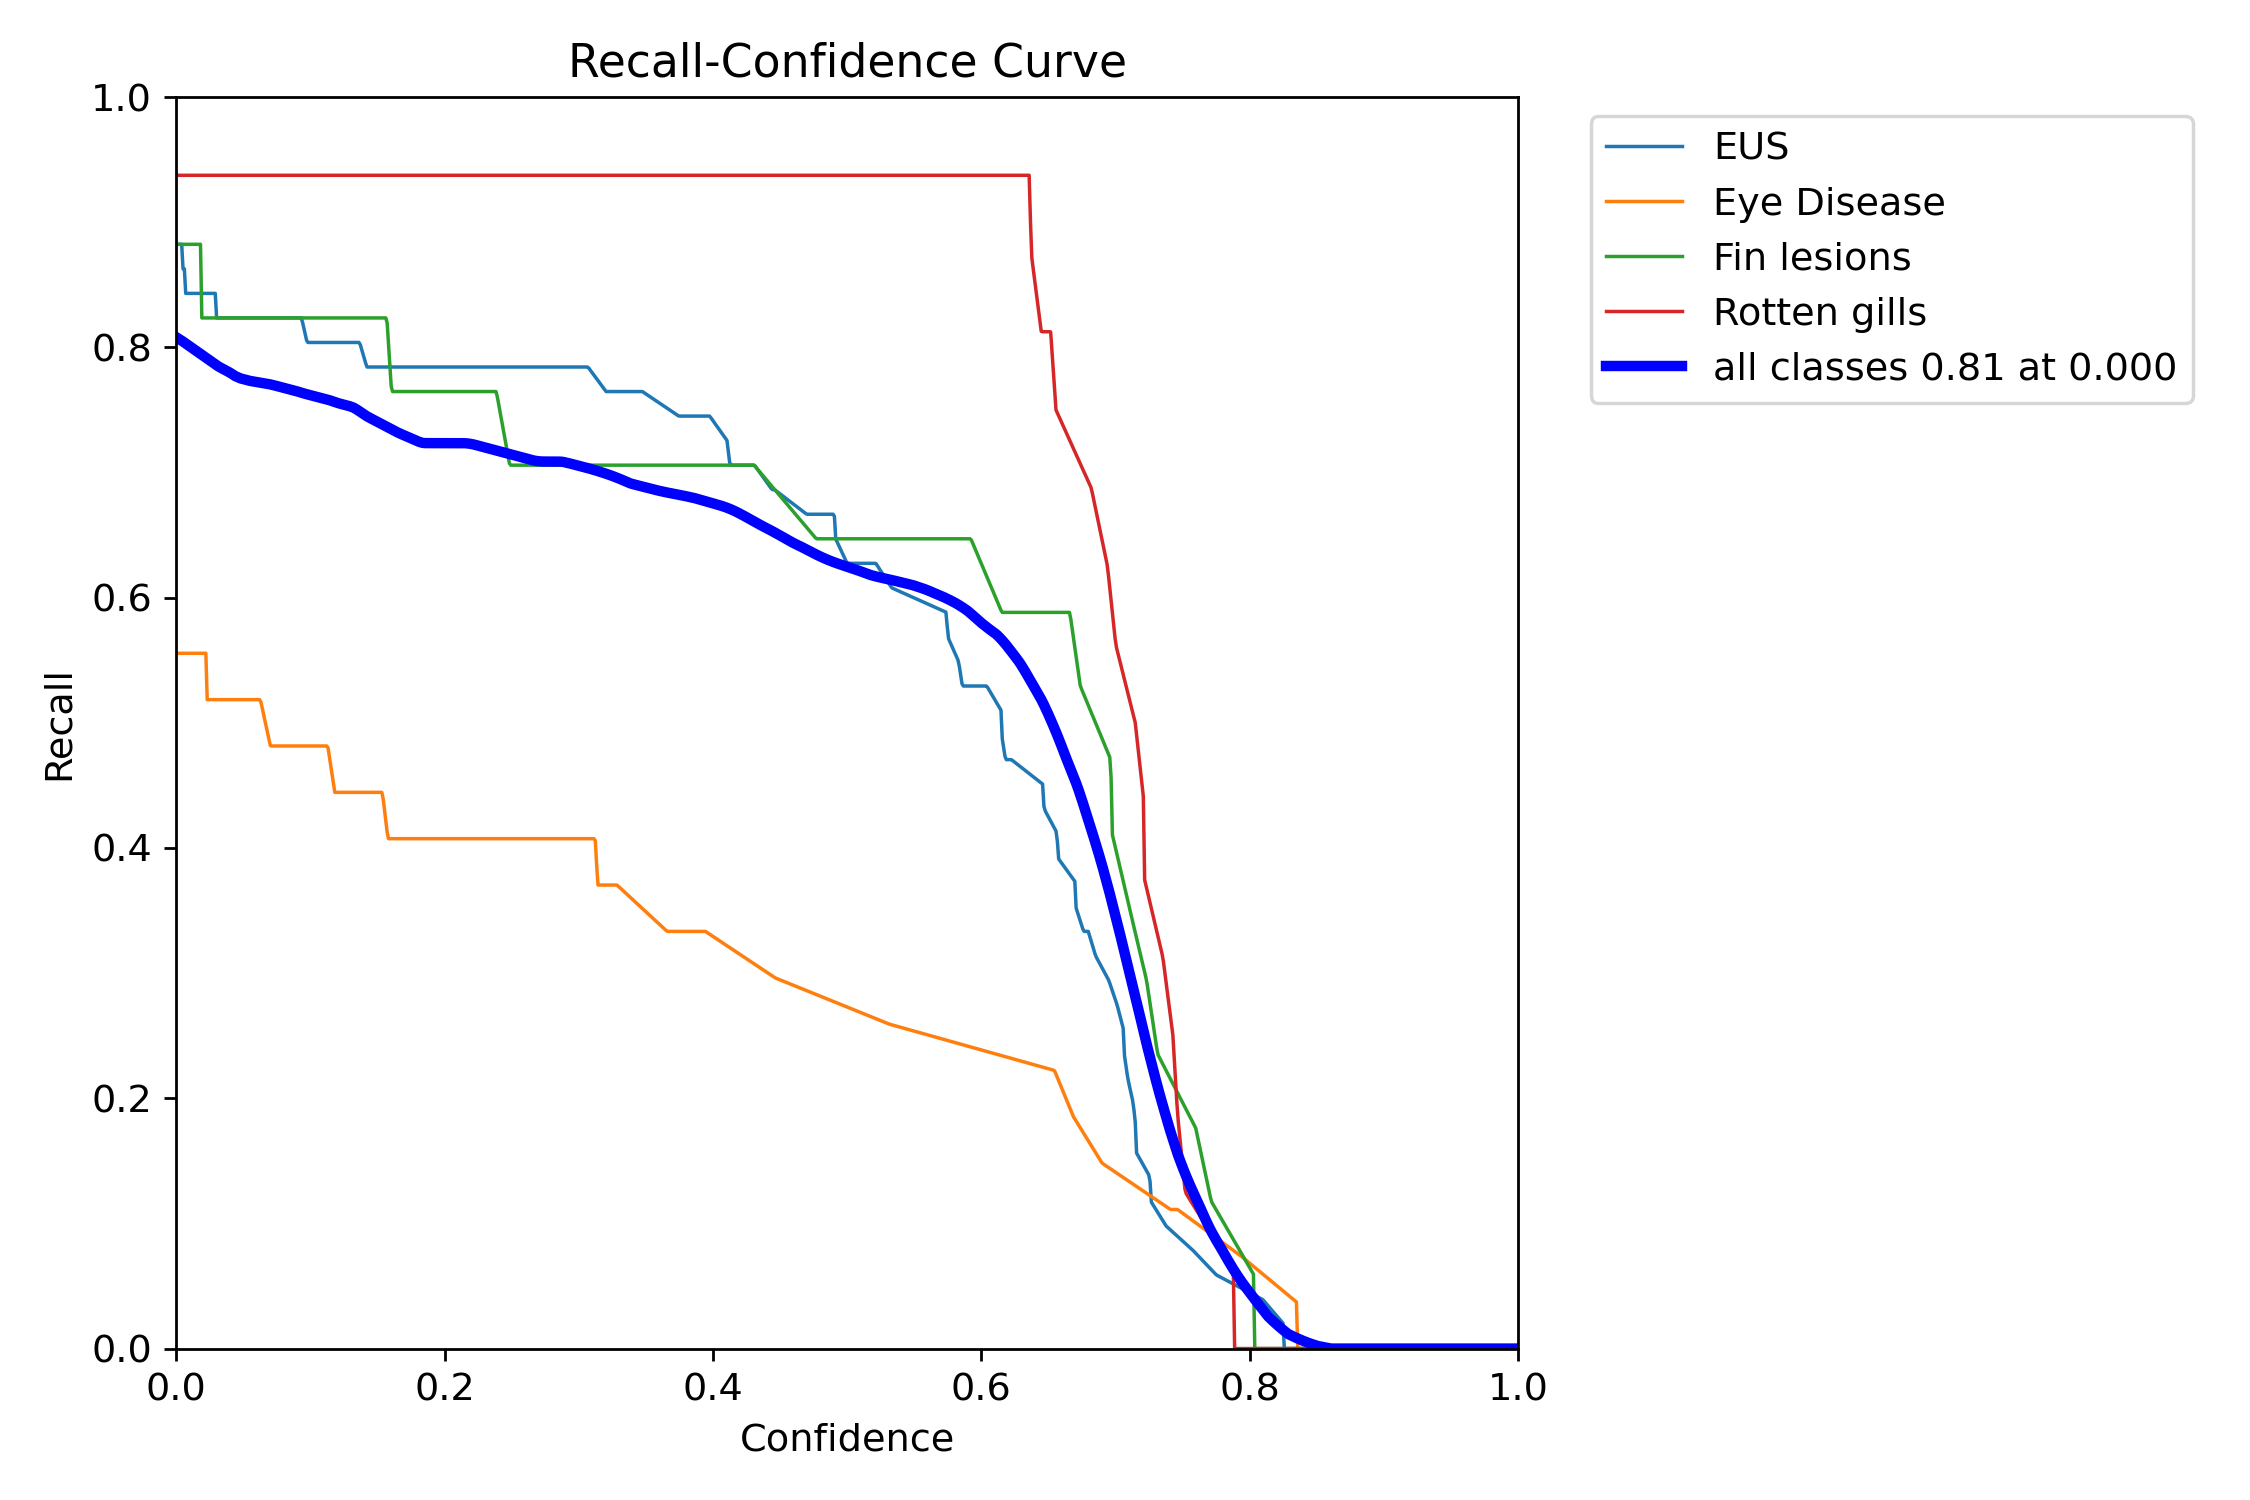 Recall-Confidence Curve
1.0
0.8
0.6
0.4
0.2
0.0
Recall
0.0 0.2 0.4 0.6 0.8 1.0
Confidence
EUS
Eye Disease
Fin lesions
Rotten gills
all classes 0.81 at 0.000